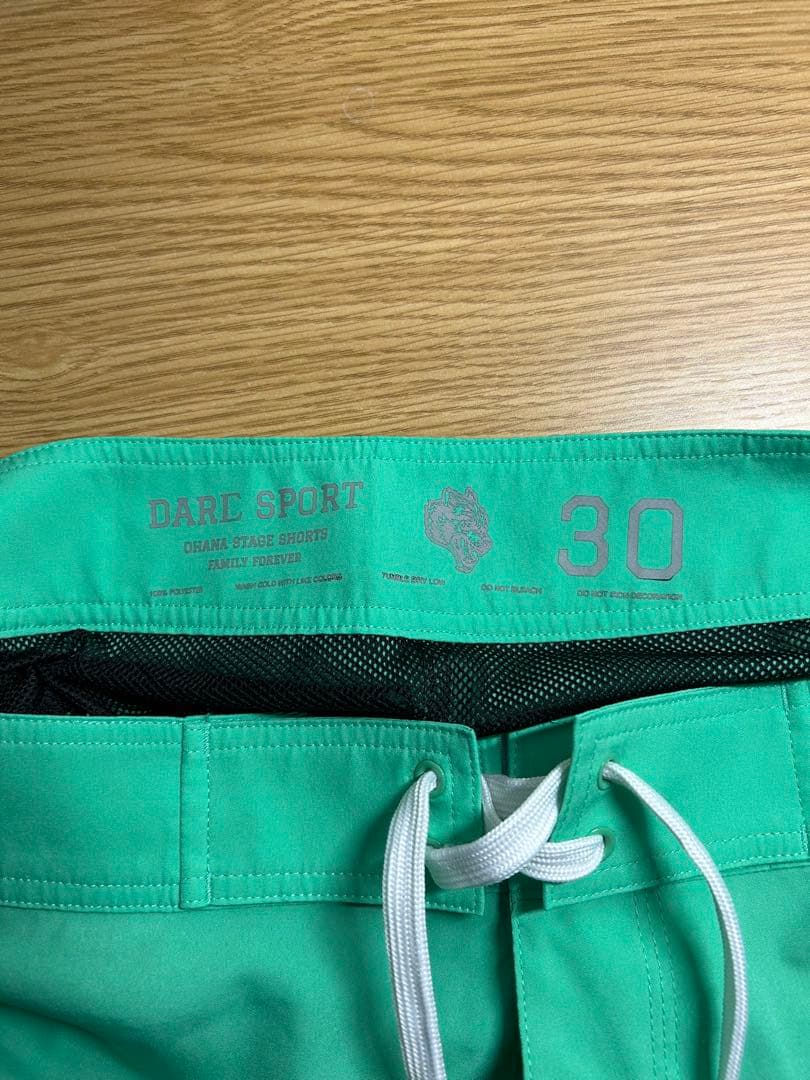 DARC SPORT
OHANA STAGE SHORTS
FAMILY FOREVER
30
100% POLYESTER
WASH COLD WITH LIKE COLORS
TUMBLE DRY LOW
DO NOT BLEACH
DO NOT IRON DECORATION